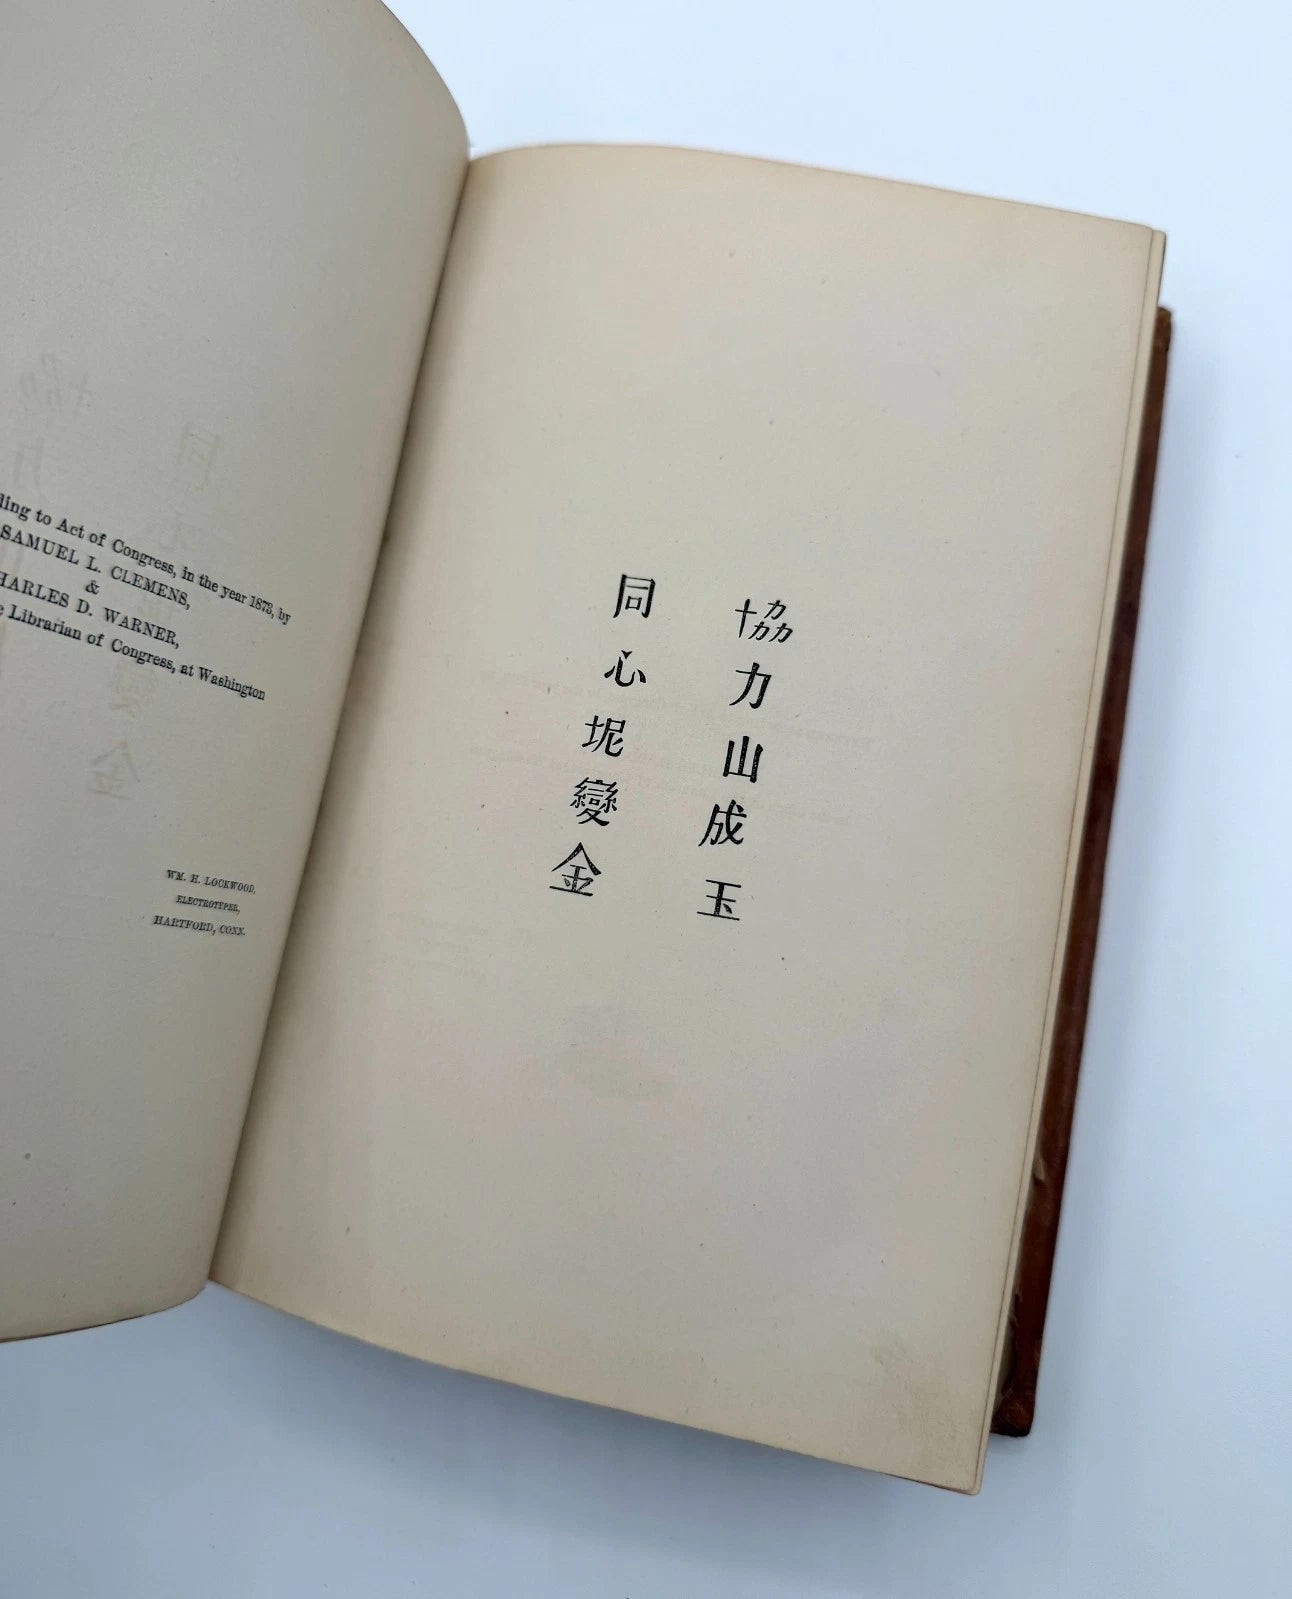 ding to Act of Congress, in the year 1873, by
SAMUEL L. CLEMENS,
&
HARLES D. WARNER,
e Librarian of Congress, at Washington
WM. H. LOCKWOOD,
ELECTROTYPER,
HARTFORD, CONN.
協力山成玉
同心坭變金